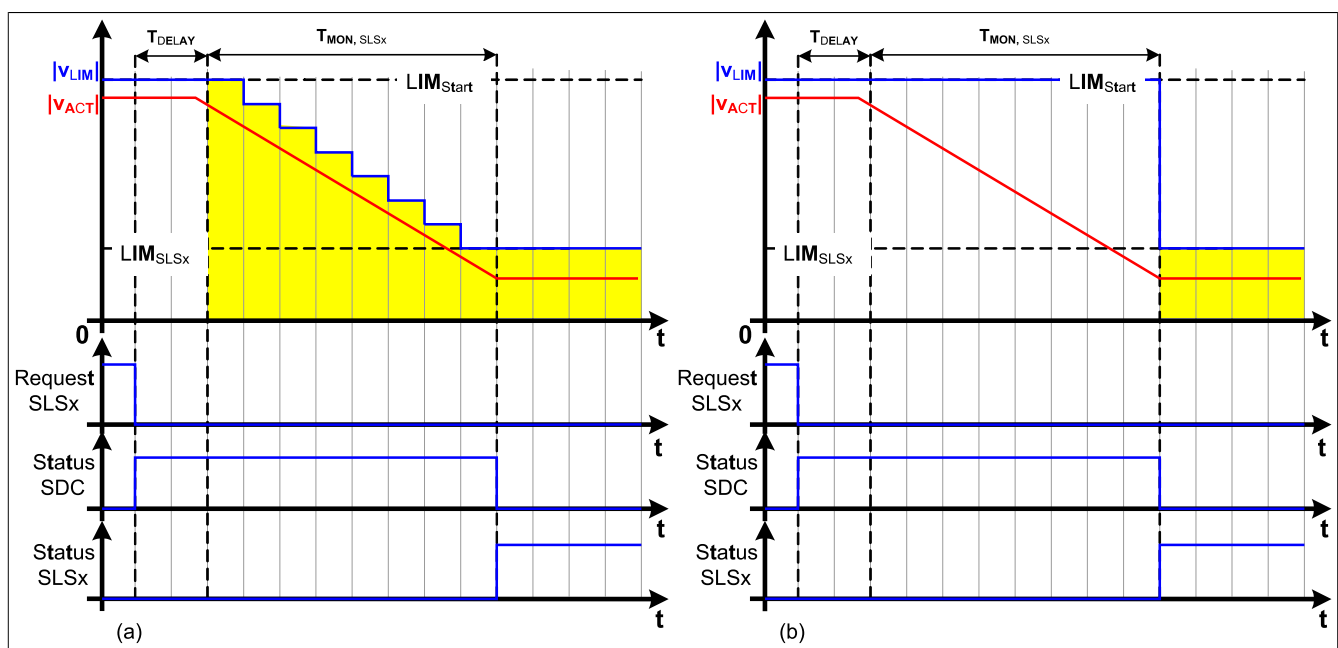 TDELAY
TMON, SLSx
|vLIM|
LIMStart
|vACT|
LIMSLSx
0
t
Request
SLSx
t
Status
SDC
t
Status
SLSx
t
(a)
TDELAY
TMON, SLSx
|vLIM|
LIMStart
|vACT|
LIMSLSx
0
t
Request
SLSx
t
Status
SDC
t
Status
SLSx
t
(b)